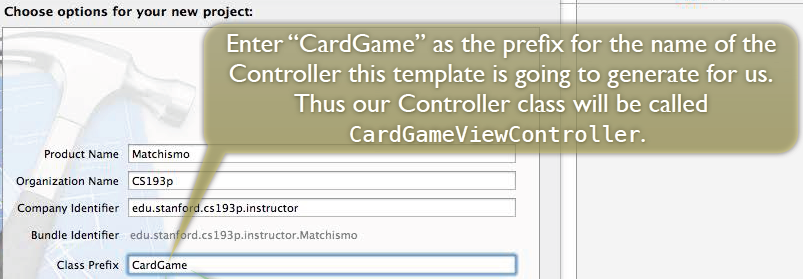 Choose options for your new project:
Enter “CardGame” as the prefix for the name of the
Controller this template is going to generate for us.
Thus our Controller class will be called
CardGameViewController.
Product Name Matchismo
Organization Name CS193p
Company Identifier edu.stanford.cs193p.instructor
Bundle Identifier edu.stanford.cs193p.instructor.Matchismo
Class Prefix CardGame